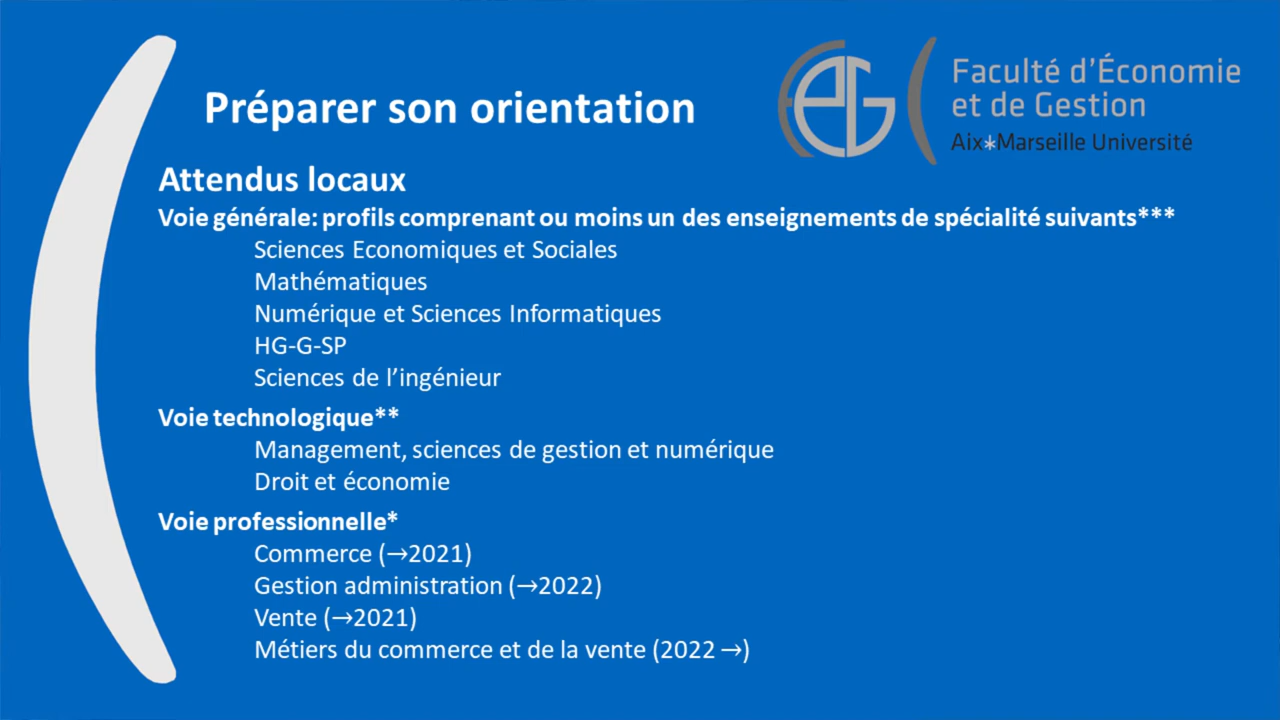 Préparer son orientation
FEG
Faculté d'Économie
et de Gestion
Aix*Marseille Université
Attendus locaux
Voie générale: profils comprenant ou moins un des enseignements de spécialité suivants***
Sciences Economiques et Sociales
Mathématiques
Numérique et Sciences Informatiques
HG-G-SP
Sciences de l'ingénieur
Voie technologique**
Management, sciences de gestion et numérique
Droit et économie
Voie professionnelle*
Commerce (→2021)
Gestion administration (→2022)
Vente (→2021)
Métiers du commerce et de la vente (2022 →)